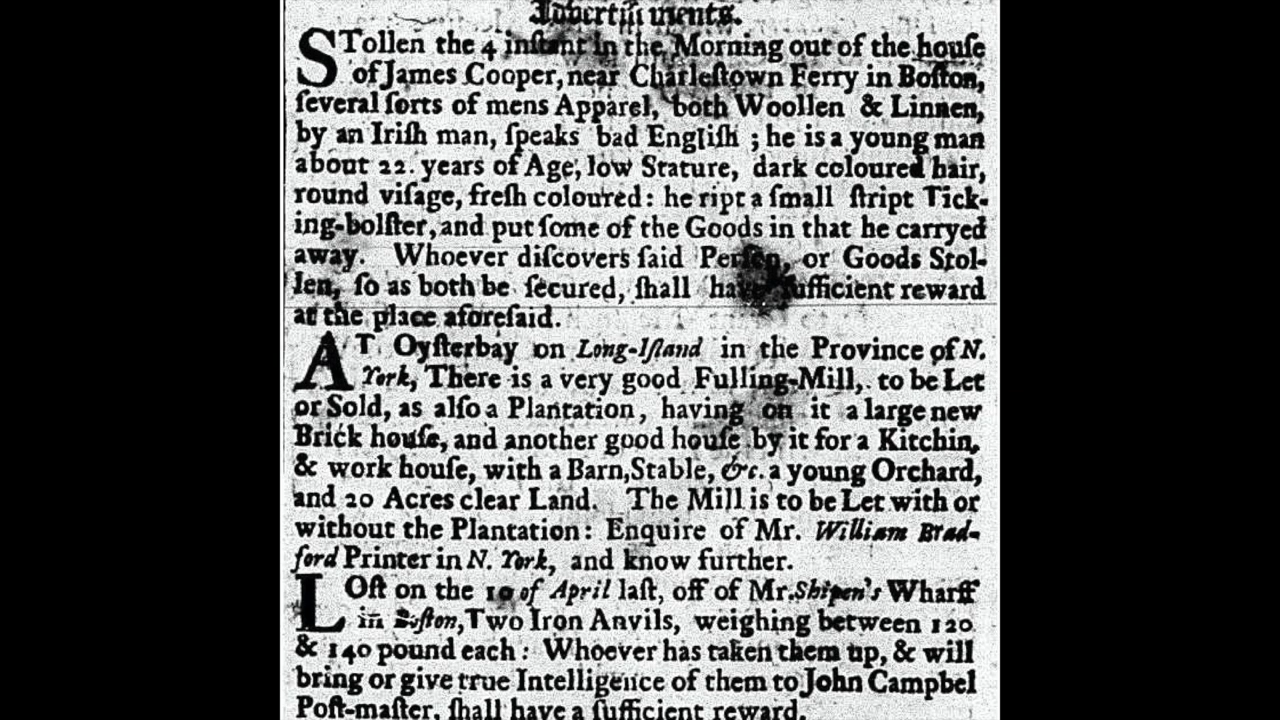 Advertisments.
STollen the 4 instant in the Morning out of the houſe
of James Cooper, near Charleſtown Ferry in Boſton,
ſeveral ſorts of mens Apparel, both Woollen & Linnen,
by an Iriſh man, ſpeaks bad Engliſh ; he is a young man
about 22. years of Age, low Stature, dark coloured hair,
round viſage, freſh coloured: he ript a ſmall ſtript Tick-
ing-bolſter, and put ſome of the Goods in that he carryed
away. Whoever diſcovers ſaid Perſon, or Goods Stol-
len, ſo as both be ſecured, ſhall have ſufficient reward
at the place aforeſaid.
AT Oyſterbay on Long-Iſland in the Province of N.
York, There is a very good Fulling-Mill, to be Let
or Sold, as alſo a Plantation, having on it a large new
Brick houſe, and another good houſe by it for a Kitchin,
& work houſe, with a Barn, Stable, &c. a young Orchard,
and 20 Acres clear Land. The Mill is to be Let with or
without the Plantation: Enquire of Mr. William Brad-
ford Printer in N. York, and know further.
LOſt on the 10 of April laſt, off of Mr. Shipen's Wharff
in Boſton, Two Iron Anvils, weighing between 120
& 140 pound each: Whoever has taken them up, & will
bring or give true Intelligence of them to John Campbel
Poſt-maſter, ſhall have a ſufficient reward.